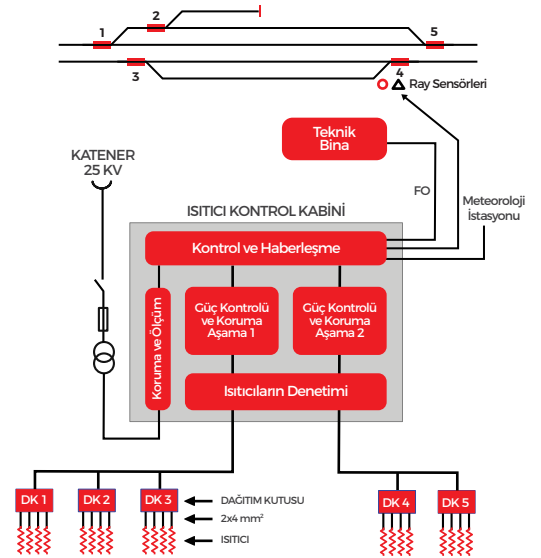 2
1
5
3
4
Ray Sensörleri
Teknik
Bina
KATENER
25 KV
FO
Meteoroloji
İstasyonu
ISITICI KONTROL KABİNİ
Kontrol ve Haberleşme
Koruma ve Ölçüm
Güç Kontrolü
ve Koruma
Aşama 1
Güç Kontrolü
ve Koruma
Aşama 2
Isıtıcıların Denetimi
DK 1
DK 2
DK 3
DAĞITIM KUTUSU
2x4 mm²
ISITICI
DK 4
DK 5